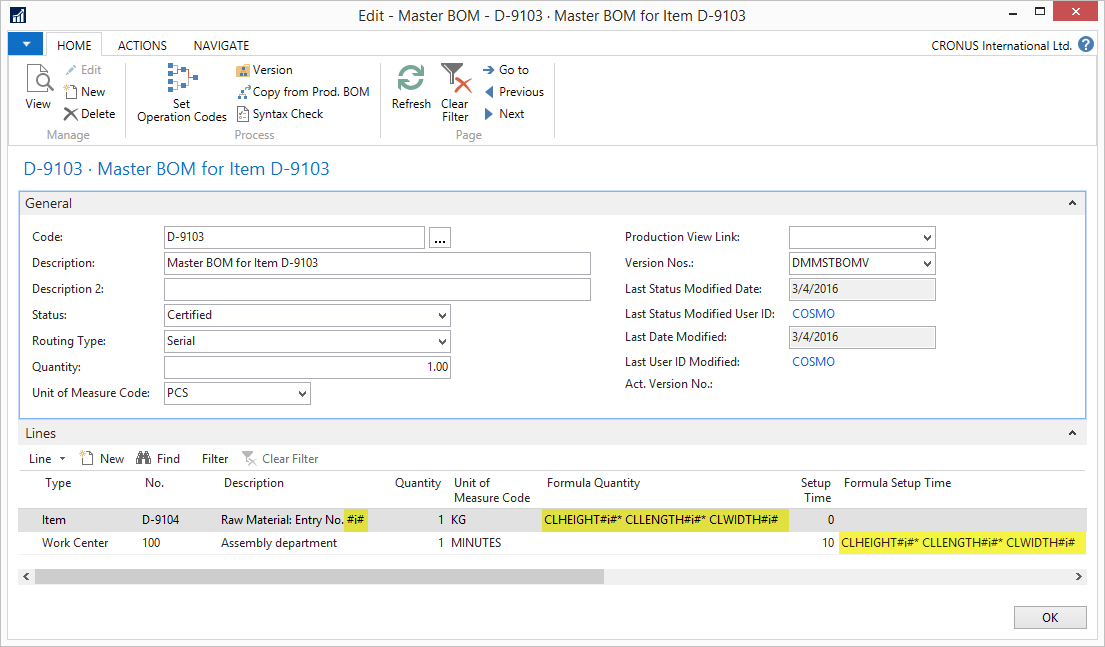 Edit - Master BOM - D-9103 · Master BOM for Item D-9103
HOME ACTIONS NAVIGATE
CRONUS International Ltd. ?
View
Edit
New
Delete
Manage
Set
Operation Codes
Version
Copy from Prod. BOM
Syntax Check
Process
Refresh
Clear
Filter
Go to
Previous
Next
Page
D-9103 · Master BOM for Item D-9103
General
Code: D-9103 ...
Description: Master BOM for Item D-9103
Description 2:
Status: Certified
Routing Type: Serial
Quantity: 1.00
Unit of Measure Code: PCS
Production View Link:
Version Nos.: DMMSTBOMV
Last Status Modified Date: 3/4/2016
Last Status Modified User ID: COSMO
Last Date Modified: 3/4/2016
Last User ID Modified: COSMO
Act. Version No.:
Lines
Line New Find Filter Clear Filter
Type No. Description Quantity Unit of Formula Quantity Setup Formula Setup Time
Measure Code Time
Item D-9104 Raw Material: Entry No. #i# 1 KG CLHEIGHT#i#* CLLENGTH#i#* CLWIDTH#i# 0
Work Center 100 Assembly department 1 MINUTES 10 CLHEIGHT#i#* CLLENGTH#i#* CLWIDTH#i#
OK